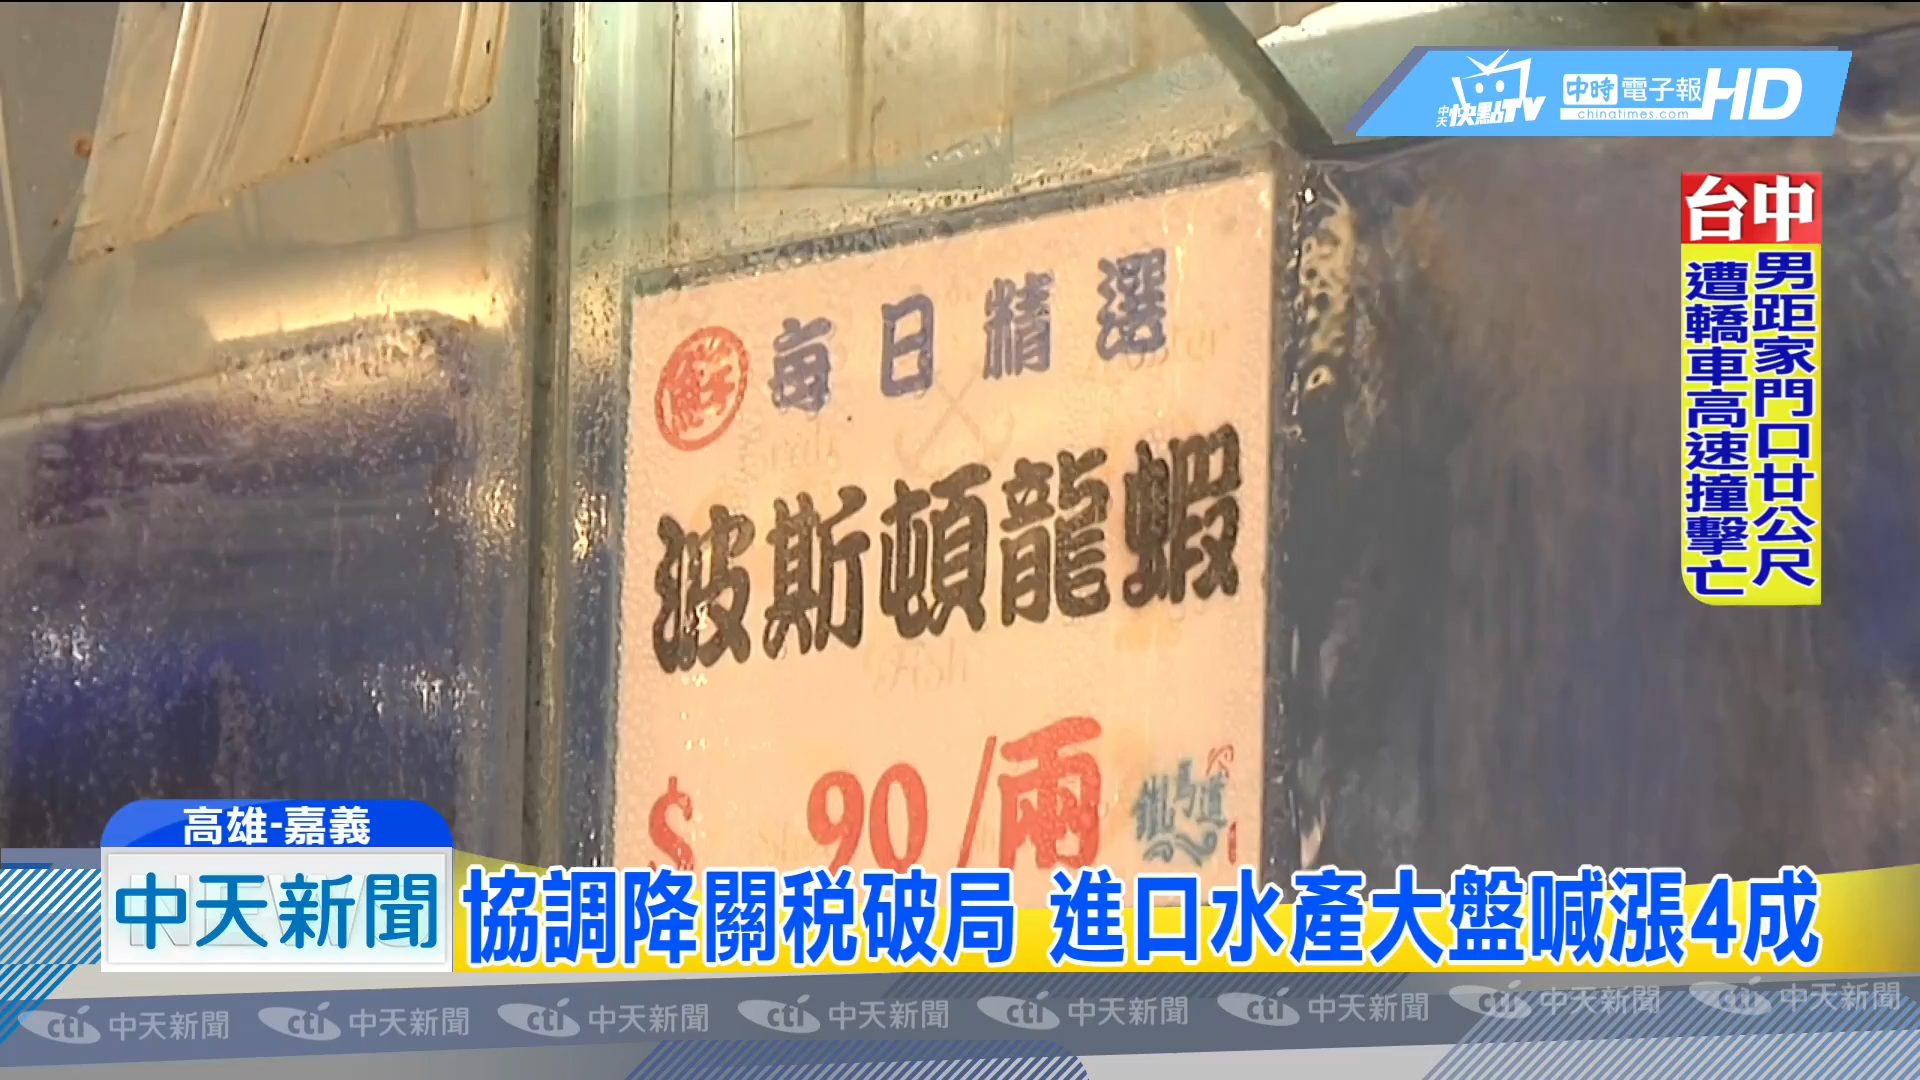 中天快點TV 中時電子報 HD
chinatimes.com
台中
男距家門口廿公尺
遭轎車高速撞擊亡
鮮 每日精選
波斯頓龍蝦
$ 90/兩
鐵馬道
高雄-嘉義
中天新聞
協調降關稅破局 進口水產大盤喊漲4成
cti 中天新聞 cti 中天新聞 cti 中天新聞 cti 中天新聞 cti 中天新聞 cti 中天新聞 cti 中天新聞 cti 中天新聞